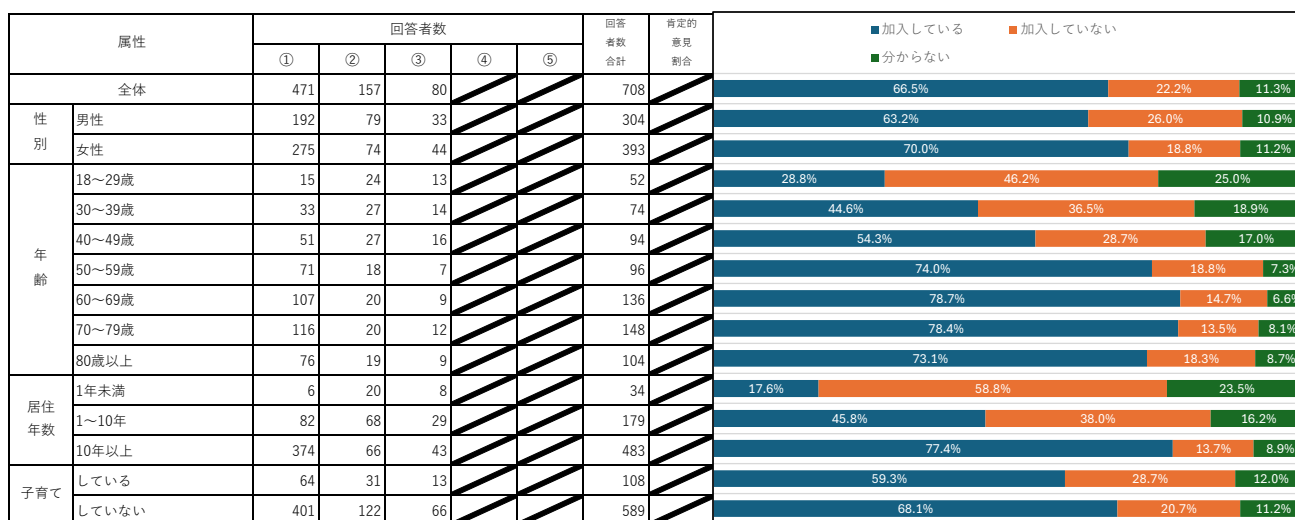 属性 回答者数 回答者数合計 肯定的意見割合
① ② ③ ④ ⑤
■加入している ■加入していない
■分からない
全体 471 157 80 708 66.5% 22.2% 11.3%
性別
男性 192 79 33 304 63.2% 26.0% 10.9%
女性 275 74 44 393 70.0% 18.8% 11.2%
年齢
18～29歳 15 24 13 52 28.8% 46.2% 25.0%
30～39歳 33 27 14 74 44.6% 36.5% 18.9%
40～49歳 51 27 16 94 54.3% 28.7% 17.0%
50～59歳 71 18 7 96 74.0% 18.8% 7.3%
60～69歳 107 20 9 136 78.7% 14.7% 6.6%
70～79歳 116 20 12 148 78.4% 13.5% 8.1%
80歳以上 76 19 9 104 73.1% 18.3% 8.7%
居住年数
1年未満 6 20 8 34 17.6% 58.8% 23.5%
1～10年 82 68 29 179 45.8% 38.0% 16.2%
10年以上 374 66 43 483 77.4% 13.7% 8.9%
子育て
している 64 31 13 108 59.3% 28.7% 12.0%
していない 401 122 66 589 68.1% 20.7% 11.2%